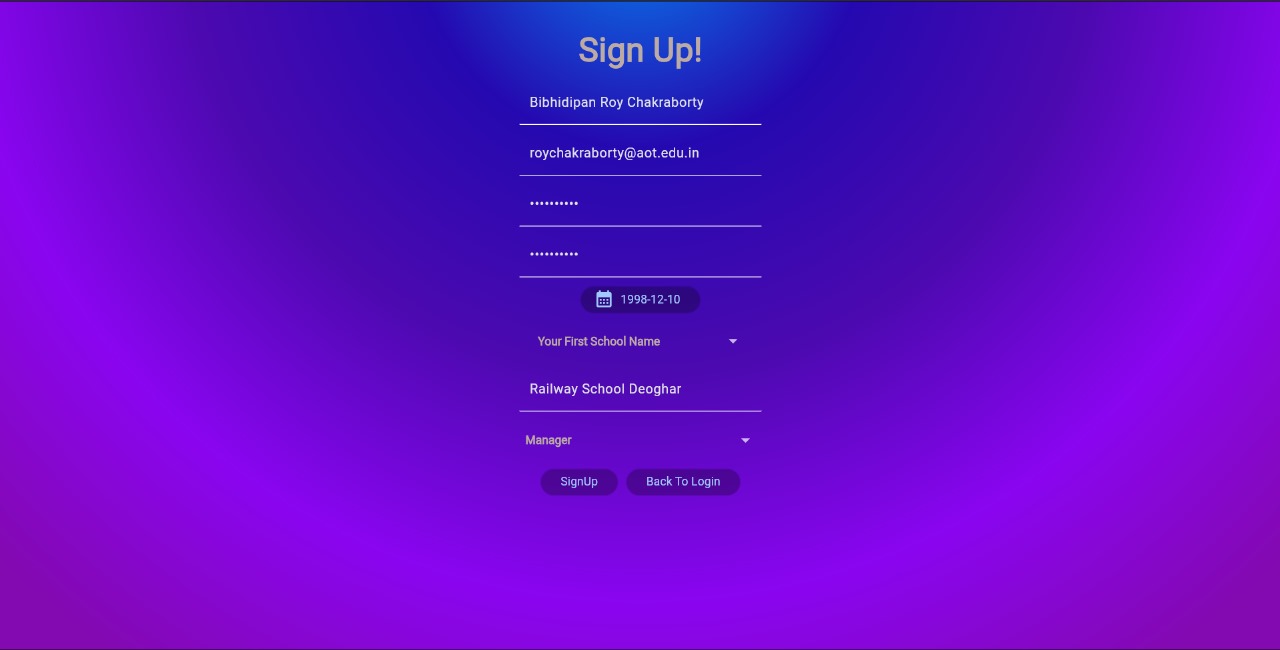 Sign Up!
Bibhidipan Roy Chakraborty
roychakraborty@aot.edu.in
••••••••••
••••••••••
1998-12-10
Your First School Name
Railway School Deoghar
Manager
SignUp Back To Login